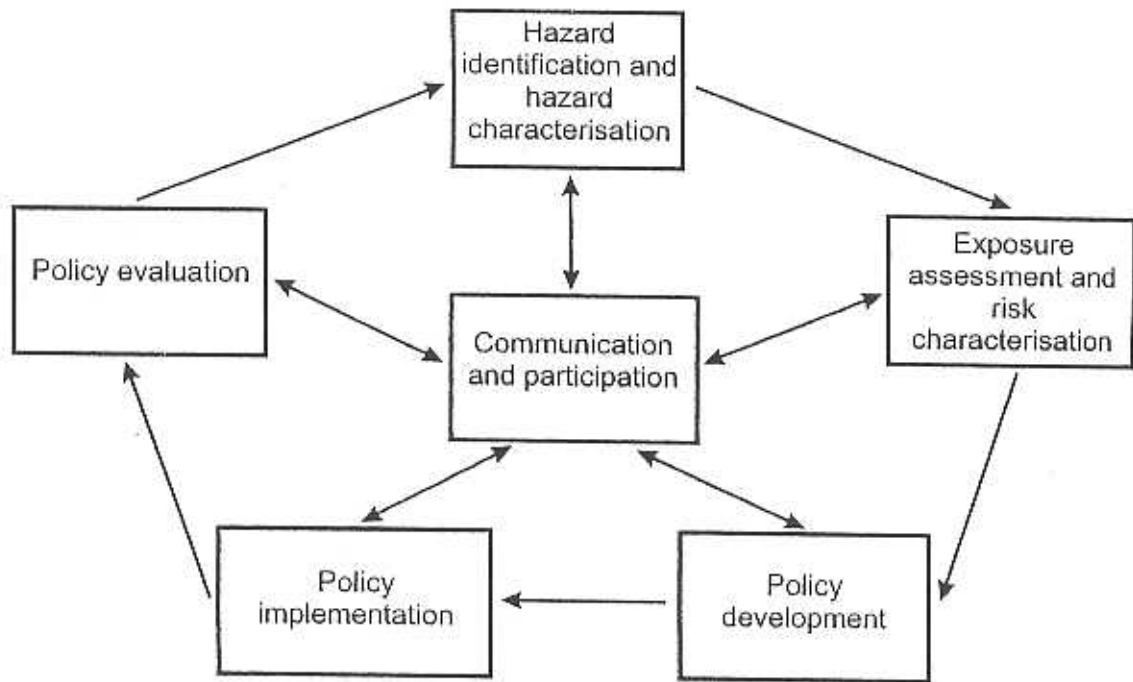 Hazard
identification and
hazard
characterisation
Policy evaluation
Exposure
assessment and
risk
characterisation
Communication
and participation
Policy
implementation
Policy
development